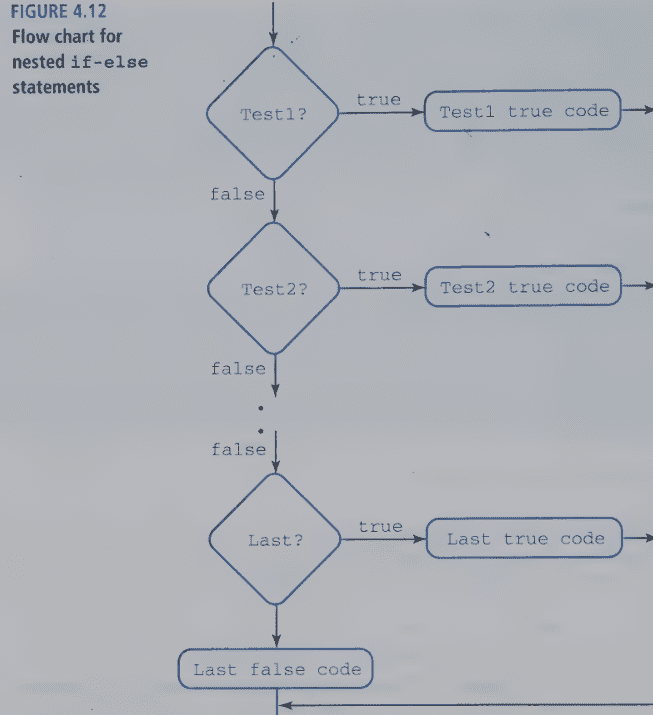 FIGURE 4.12
Flow chart for
nested if-else
statements
Test1?
true
Test1 true code
false
Test2?
true
Test2 true code
false
false
Last?
true
Last true code
Last false code